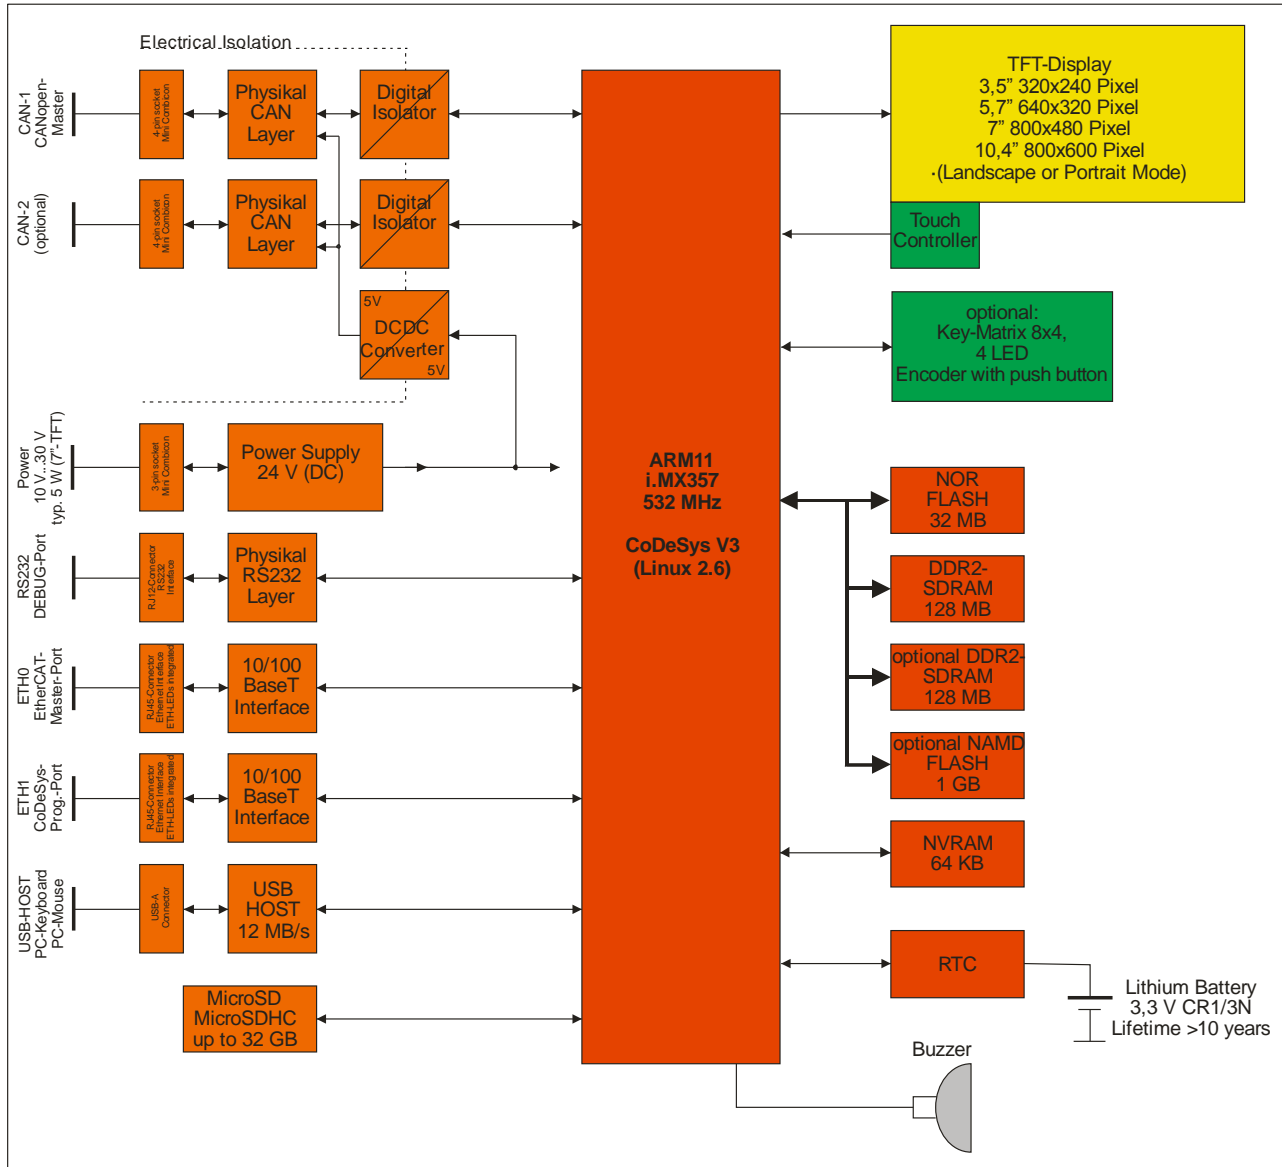 Electrical Isolation
CAN-1
CANopen-
Master
4-pin socket
Mini Combicon
Physikal
CAN
Layer
Digital
Isolator
CAN-2
(optional)
4-pin socket
Mini Combicon
Physikal
CAN
Layer
Digital
Isolator
5V
DCDC
Converter
5V
Power
10 V...30 V
typ. 5 W (7"-TFT)
3-pin socket
Mini Combicon
Power Supply
24 V (DC)
RS232
DEBUG-Port
RJ12-Connector
RS232
Interface
Physikal
RS232
Layer
ETH0
EtherCAT-
Master-Port
RJ45-Connector
Ethernet Interface
ETH-LEDs integrated
10/100
BaseT
Interface
ETH1
CoDeSys-
Prog.-Port
RJ45-Connector
Ethernet Interface
ETH-LEDs integrated
10/100
BaseT
Interface
USB-HOST
PC-Keyboard
PC-Mouse
USB-A
Connector
USB
HOST
12 MB/s
MicroSD
MicroSDHC
up to 32 GB
ARM11
i.MX357
532 MHz
CoDeSys V3
(Linux 2.6)
TFT-Display
3,5" 320x240 Pixel
5,7" 640x320 Pixel
7" 800x480 Pixel
10,4" 800x600 Pixel
·(Landscape or Portrait Mode)
Touch
Controller
optional:
Key-Matrix 8x4,
4 LED
Encoder with push button
NOR
FLASH
32 MB
DDR2-
SDRAM
128 MB
optional DDR2-
SDRAM
128 MB
optional NAMD
FLASH
1 GB
NVRAM
64 KB
RTC
Lithium Battery
3,3 V CR1/3N
Lifetime >10 years
Buzzer